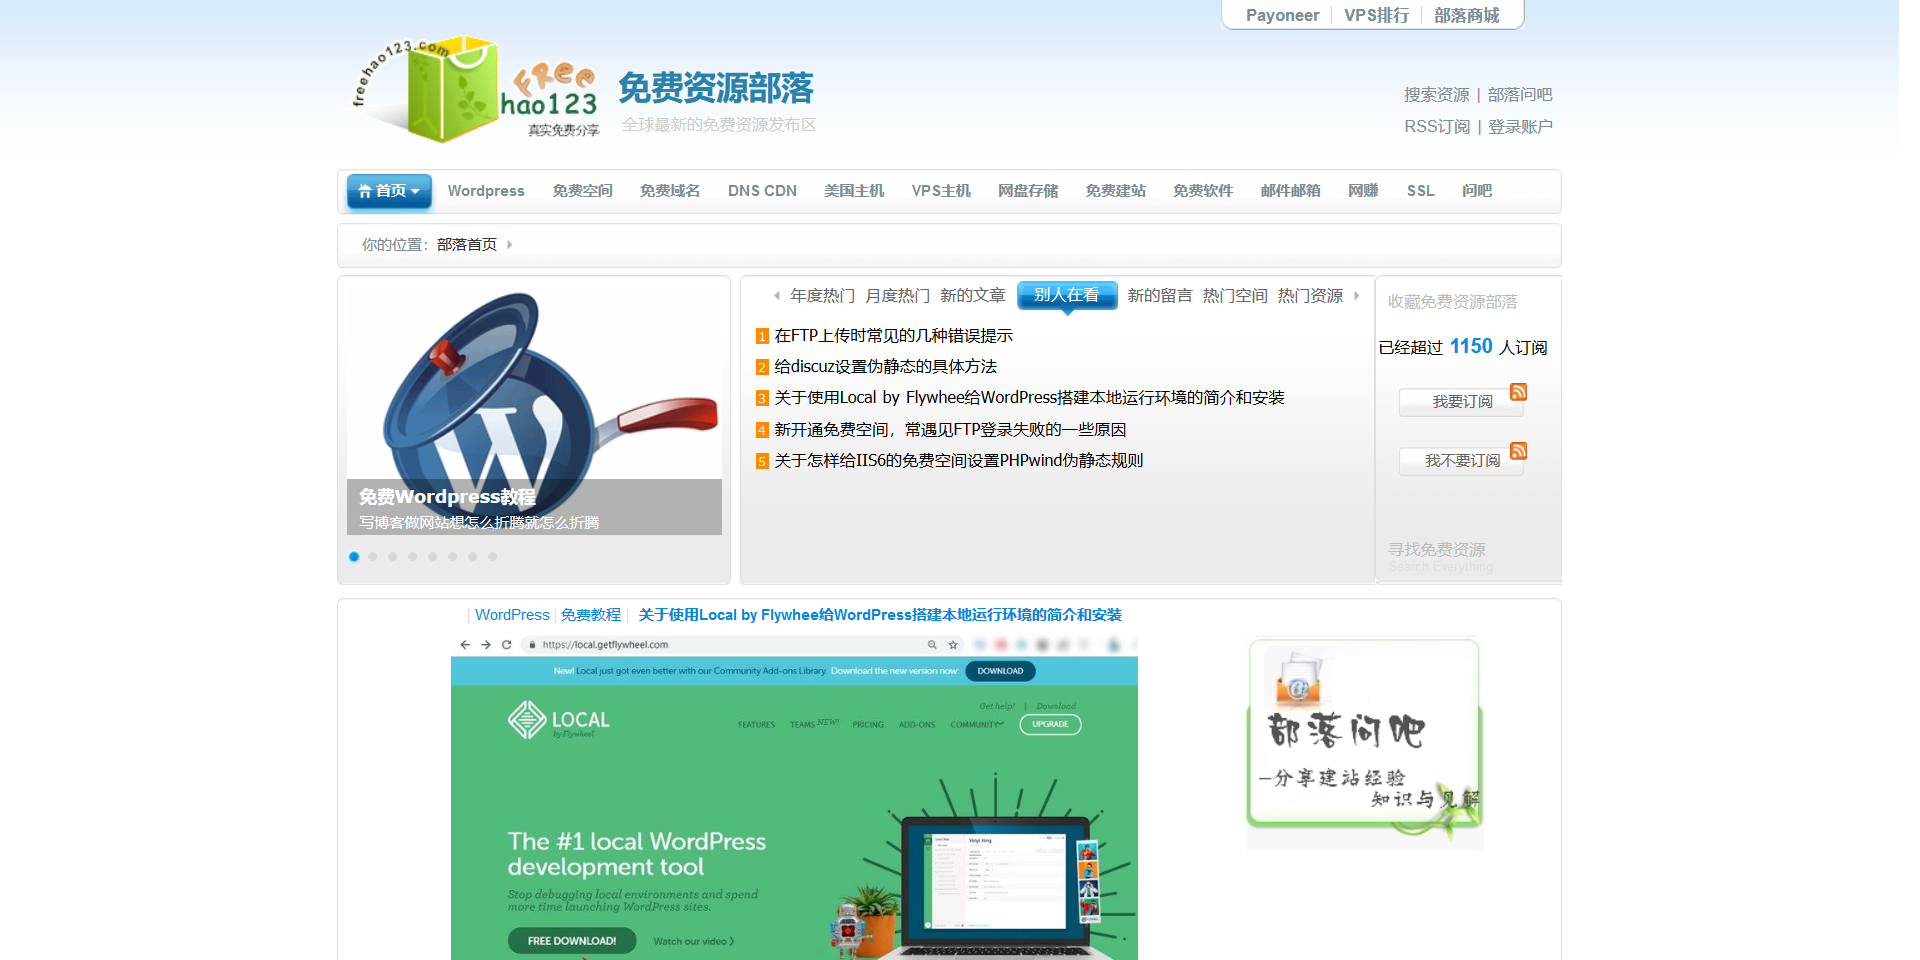 Payoneer VPS排行 部落商城
freehao123.com
FREE
hao123
真实免费分享
免费资源部落
全球最新的免费资源发布区
搜索资源 | 部落问吧
RSS订阅 | 登录账户
首页 Wordpress 免费空间 免费域名 DNS CDN 美国主机 VPS主机 网盘存储 免费建站 免费软件 邮件邮箱 网赚 SSL 问吧
你的位置：部落首页
免费Wordpress教程
写博客做网站想怎么折腾就怎么折腾
年度热门 月度热门 新的文章 别人在看 新的留言 热门空间 热门资源
1 在FTP上传时常见的几种错误提示
2 给discuz设置伪静态的具体方法
3 关于使用Local by Flywhee给WordPress搭建本地运行环境的简介和安装
4 新开通免费空间，常遇见FTP登录失败的一些原因
5 关于怎样给IIS6的免费空间设置PHPwind伪静态规则
收藏免费资源部落
已经超过 1150 人订阅
我要订阅
我不要订阅
寻找免费资源
Search Everything
[ WordPress | 免费教程 ] 关于使用Local by Flywhee给WordPress搭建本地运行环境的简介和安装
https://local.getflywheel.com
New! Local just got even better with our Community Add-ons Library. Download the new version now: DOWNLOAD
Get help! | Download
LOCAL
by Flywheel
FEATURES TEAMS NEW! PRICING ADD-ONS COMMUNITY UPGRADE
The #1 local WordPress
development tool
Stop debugging local environments and spend
more time launching WordPress sites.
FREE DOWNLOAD! Watch our video
部落问吧
—分享建站经验
知识与见解